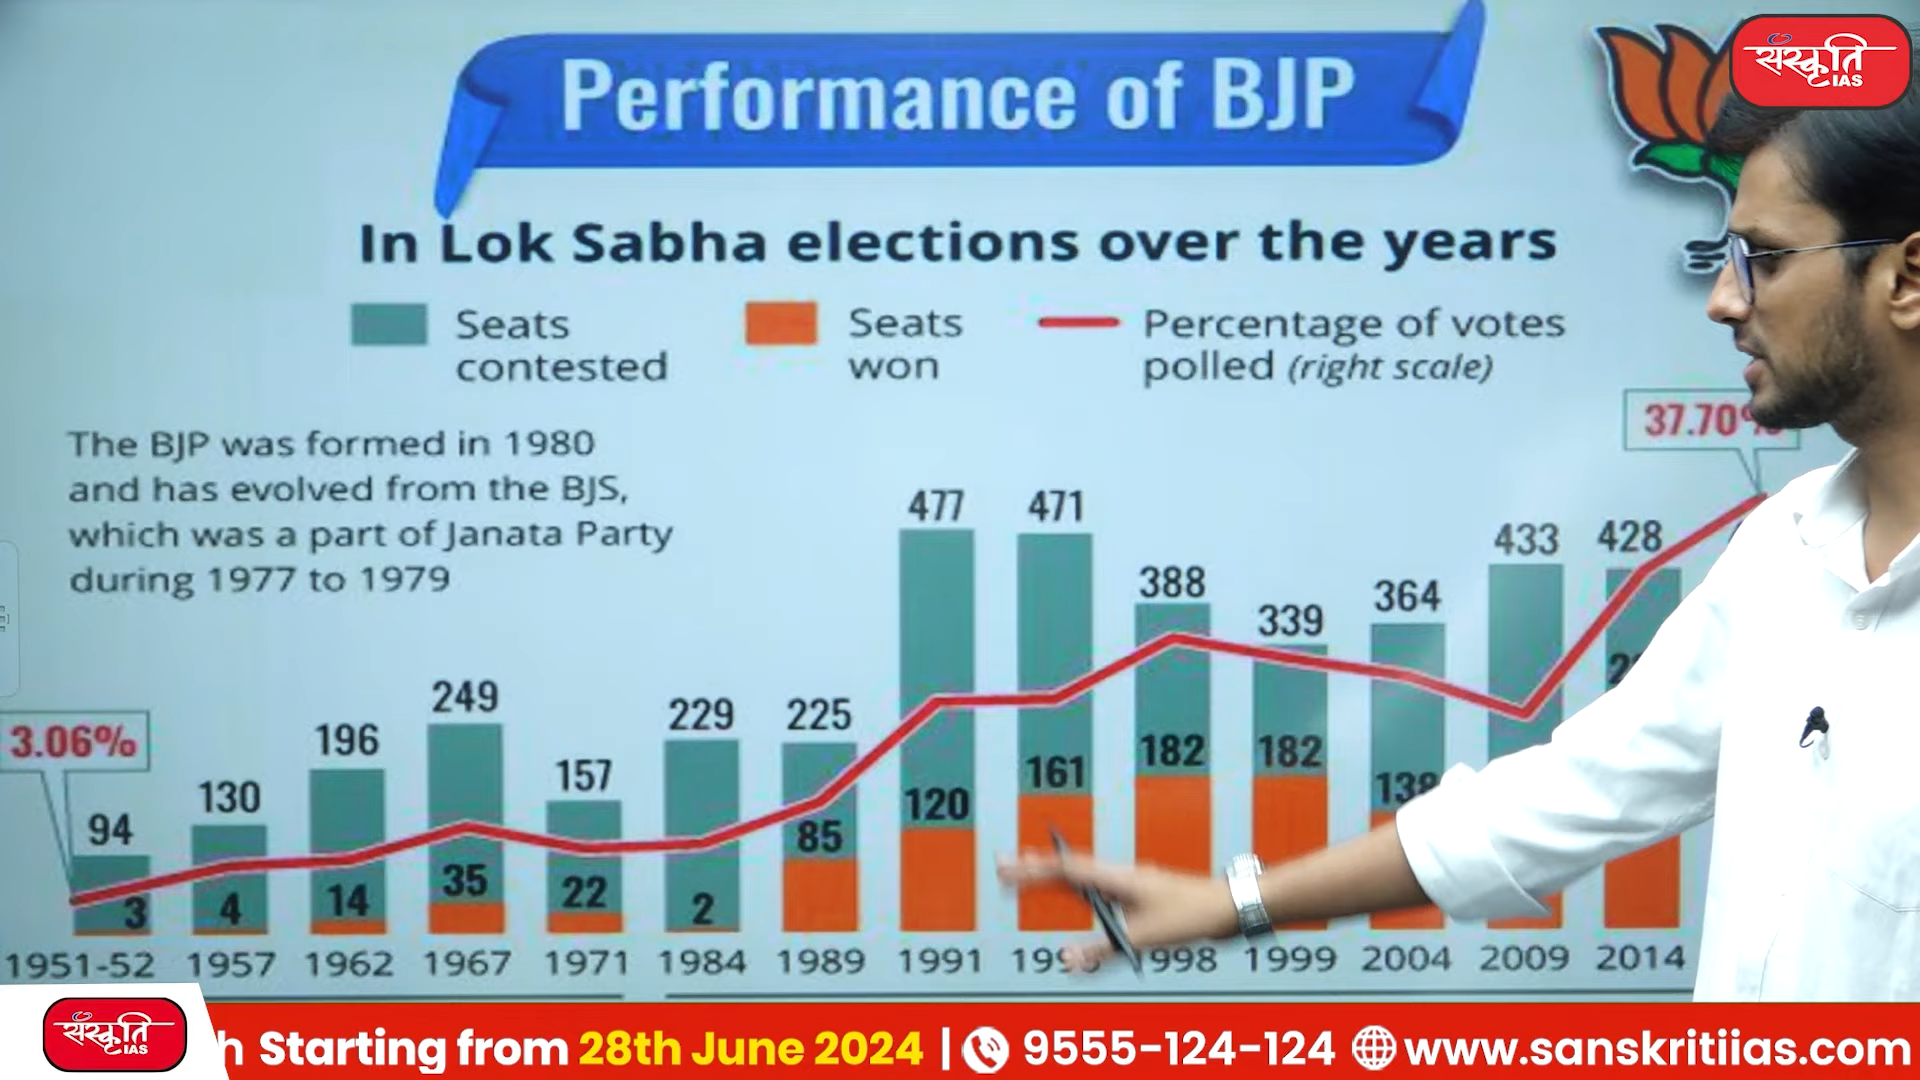 संस्कृति
IAS
Performance of BJP
In Lok Sabha elections over the years
Seats contested
Seats won
Percentage of votes polled (right scale)
The BJP was formed in 1980
and has evolved from the BJS,
which was a part of Janata Party
during 1977 to 1979
37.70%
3.06%
94
130
196
249
157
229
225
477
471
388
339
364
433
428
3
4
14
35
22
2
85
120
161
182
182
138
1951-52 1957 1962 1967 1971 1984 1989 1991 1998 1999 2004 2009 2014
संस्कृति
IAS
h Starting from 28th June 2024 | 9555-124-124 www.sanskritiias.com